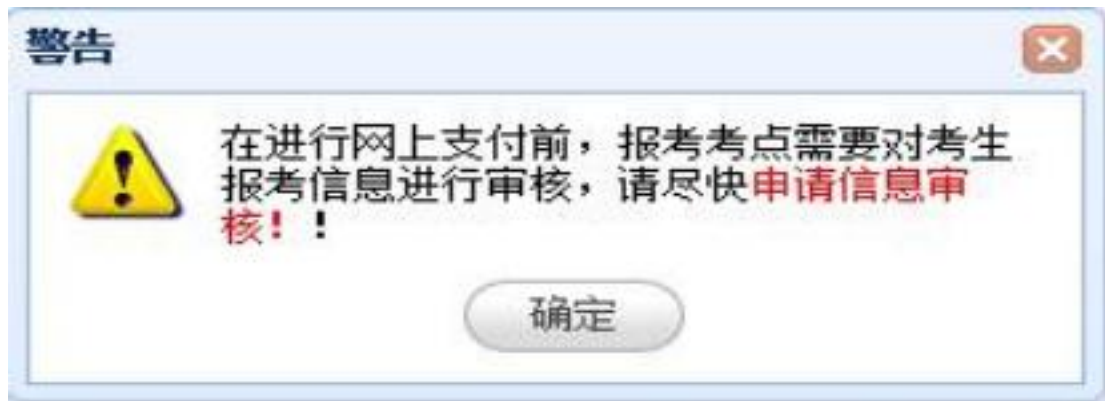 警告
在进行网上支付前，报考考点需要对考生
报考信息进行审核，请尽快申请信息审
核！！
确定